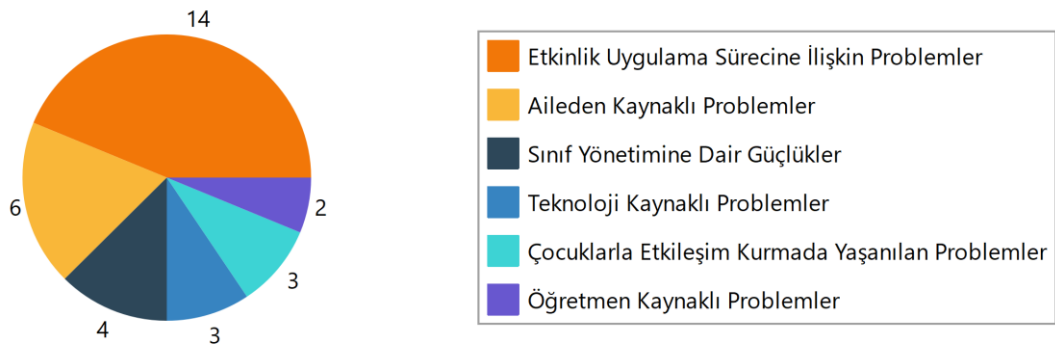 14
6
4
3
3
2
Etkinlik Uygulama Sürecine İlişkin Problemler
Aileden Kaynaklı Problemler
Sınıf Yönetimine Dair Güçlükler
Teknoloji Kaynaklı Problemler
Çocuklarla Etkileşim Kurmada Yaşanılan Problemler
Öğretmen Kaynaklı Problemler